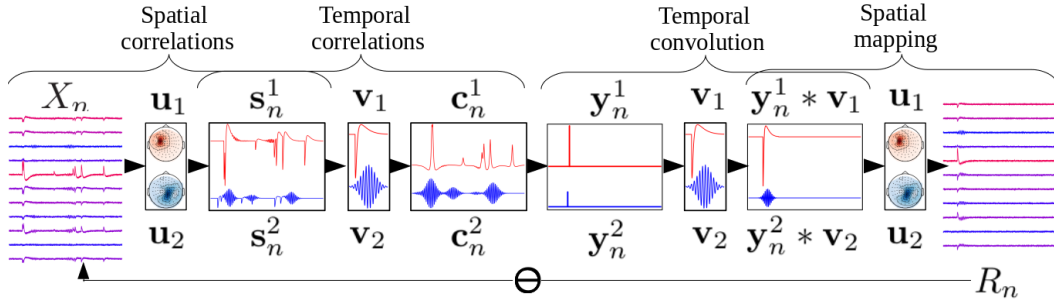 Spatial correlations
Temporal correlations
Temporal convolution
Spatial mapping
X_n
u_1
s_n^1
v_1
c_n^1
y_n^1
v_1
y_n^1 * v_1
u_1
u_2
s_n^2
v_2
c_n^2
y_n^2
v_2
y_n^2 * v_2
u_2
⊖
R_n